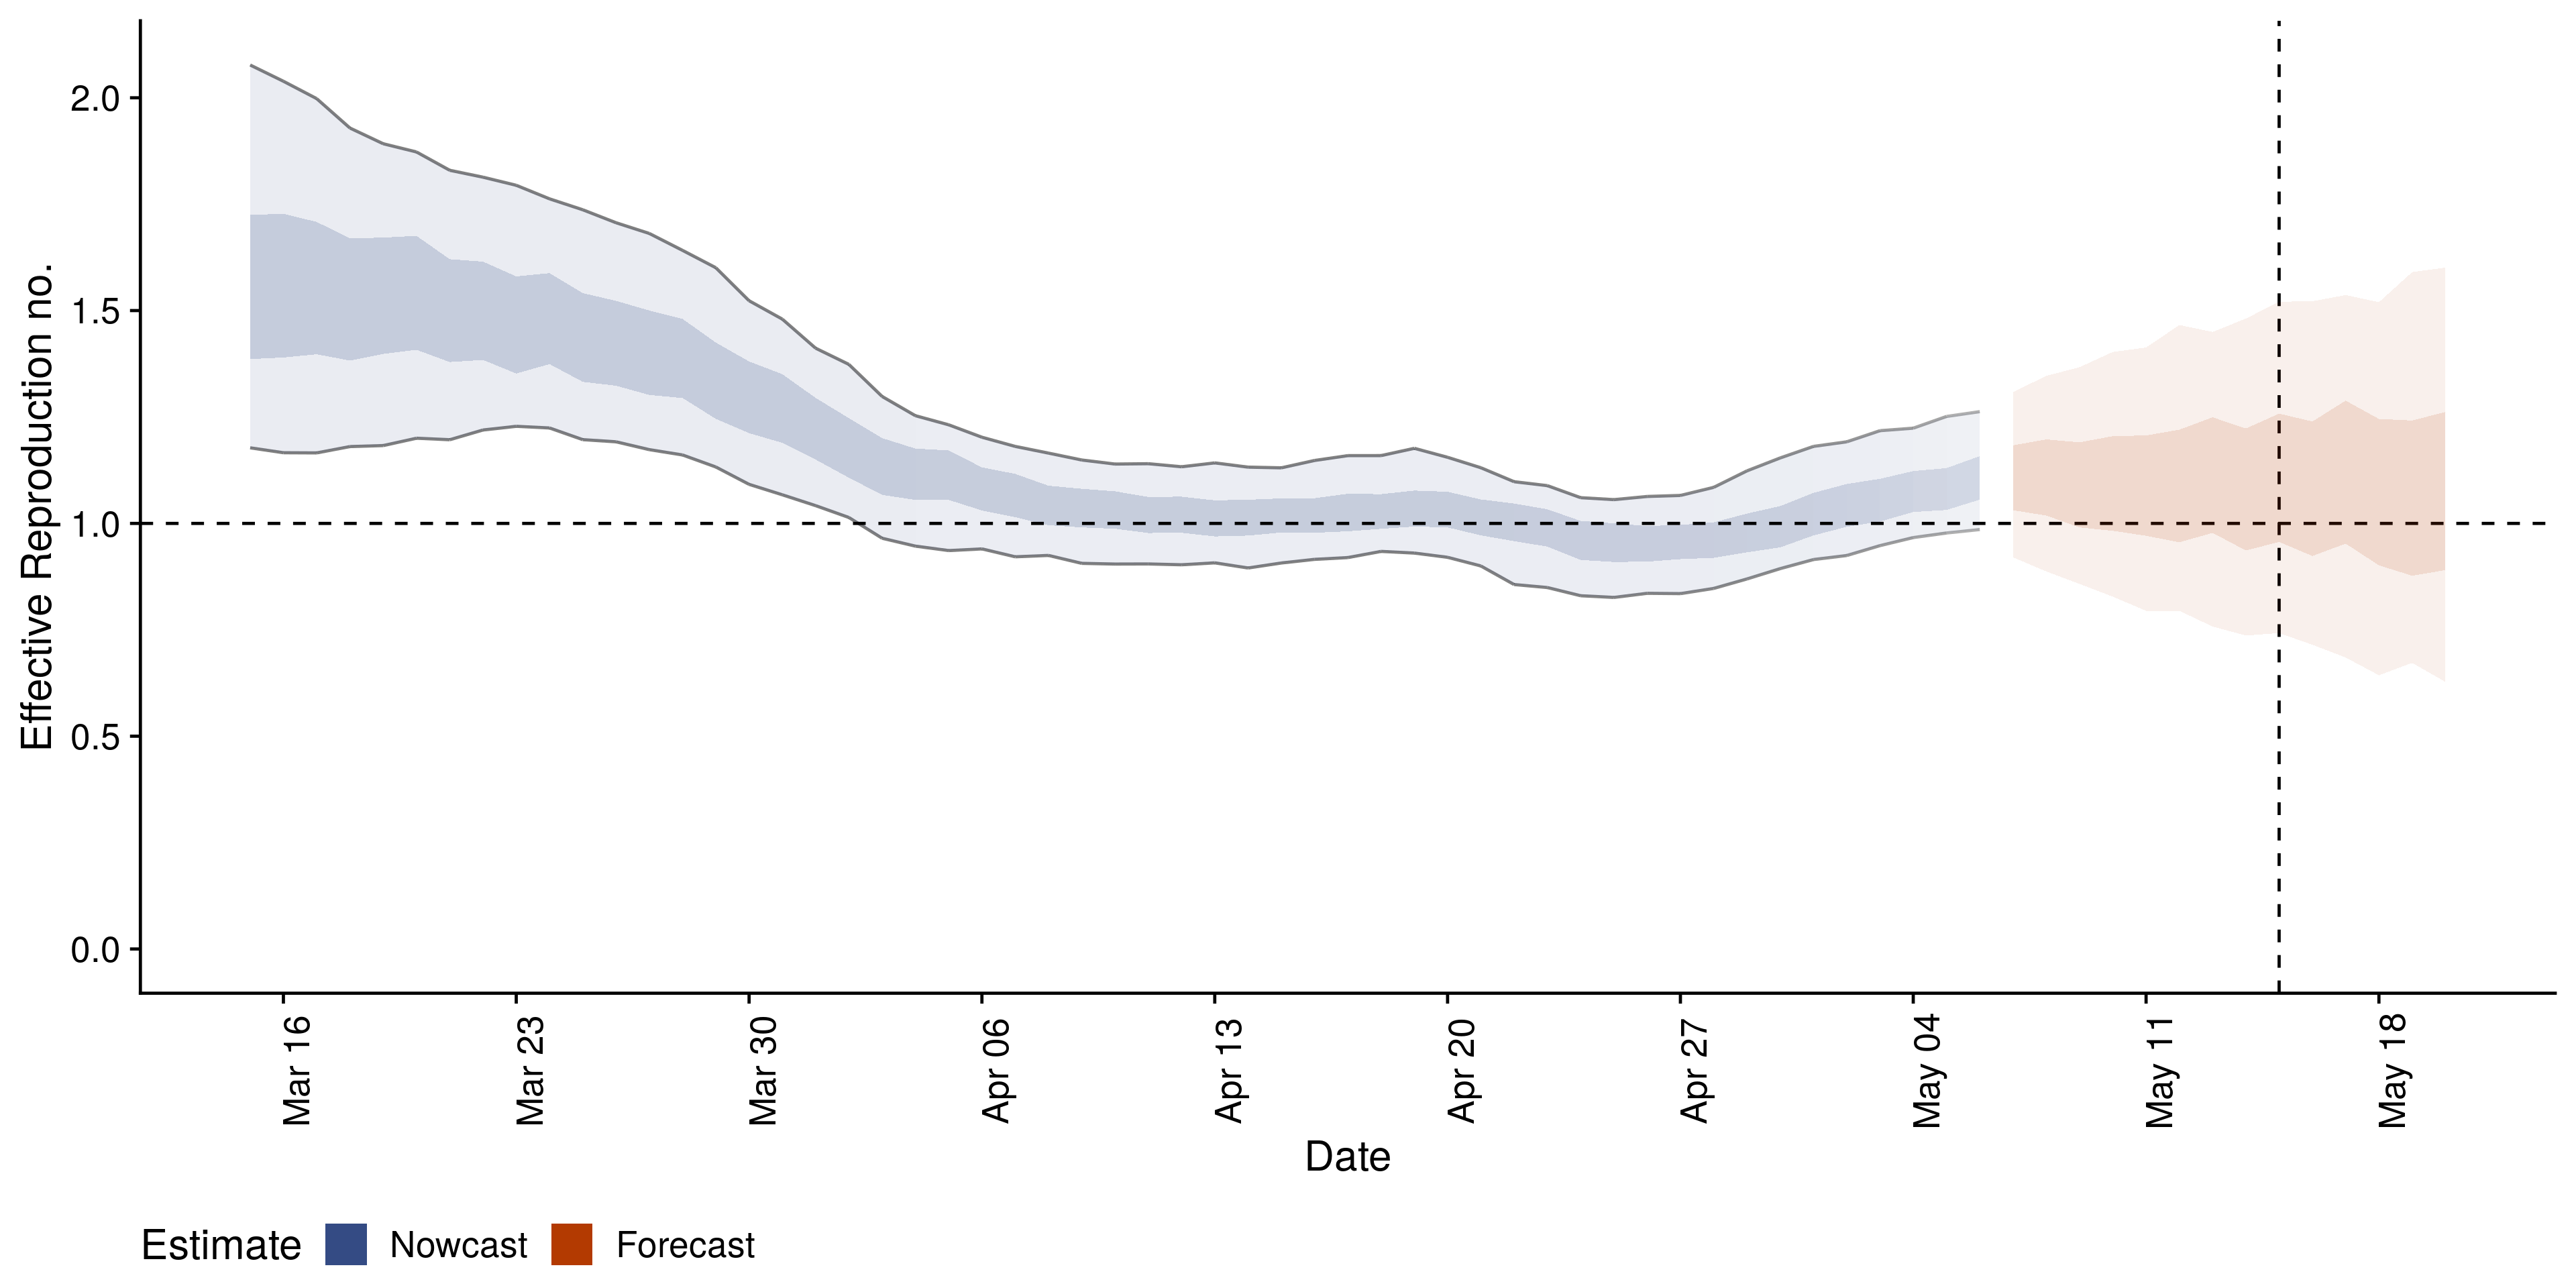 Effective Reproduction no.
2.0
1.5
1.0
0.5
0.0
Mar 16
Mar 23
Mar 30
Apr 06
Apr 13
Apr 20
Apr 27
May 04
May 11
May 18
Date
Estimate Nowcast Forecast